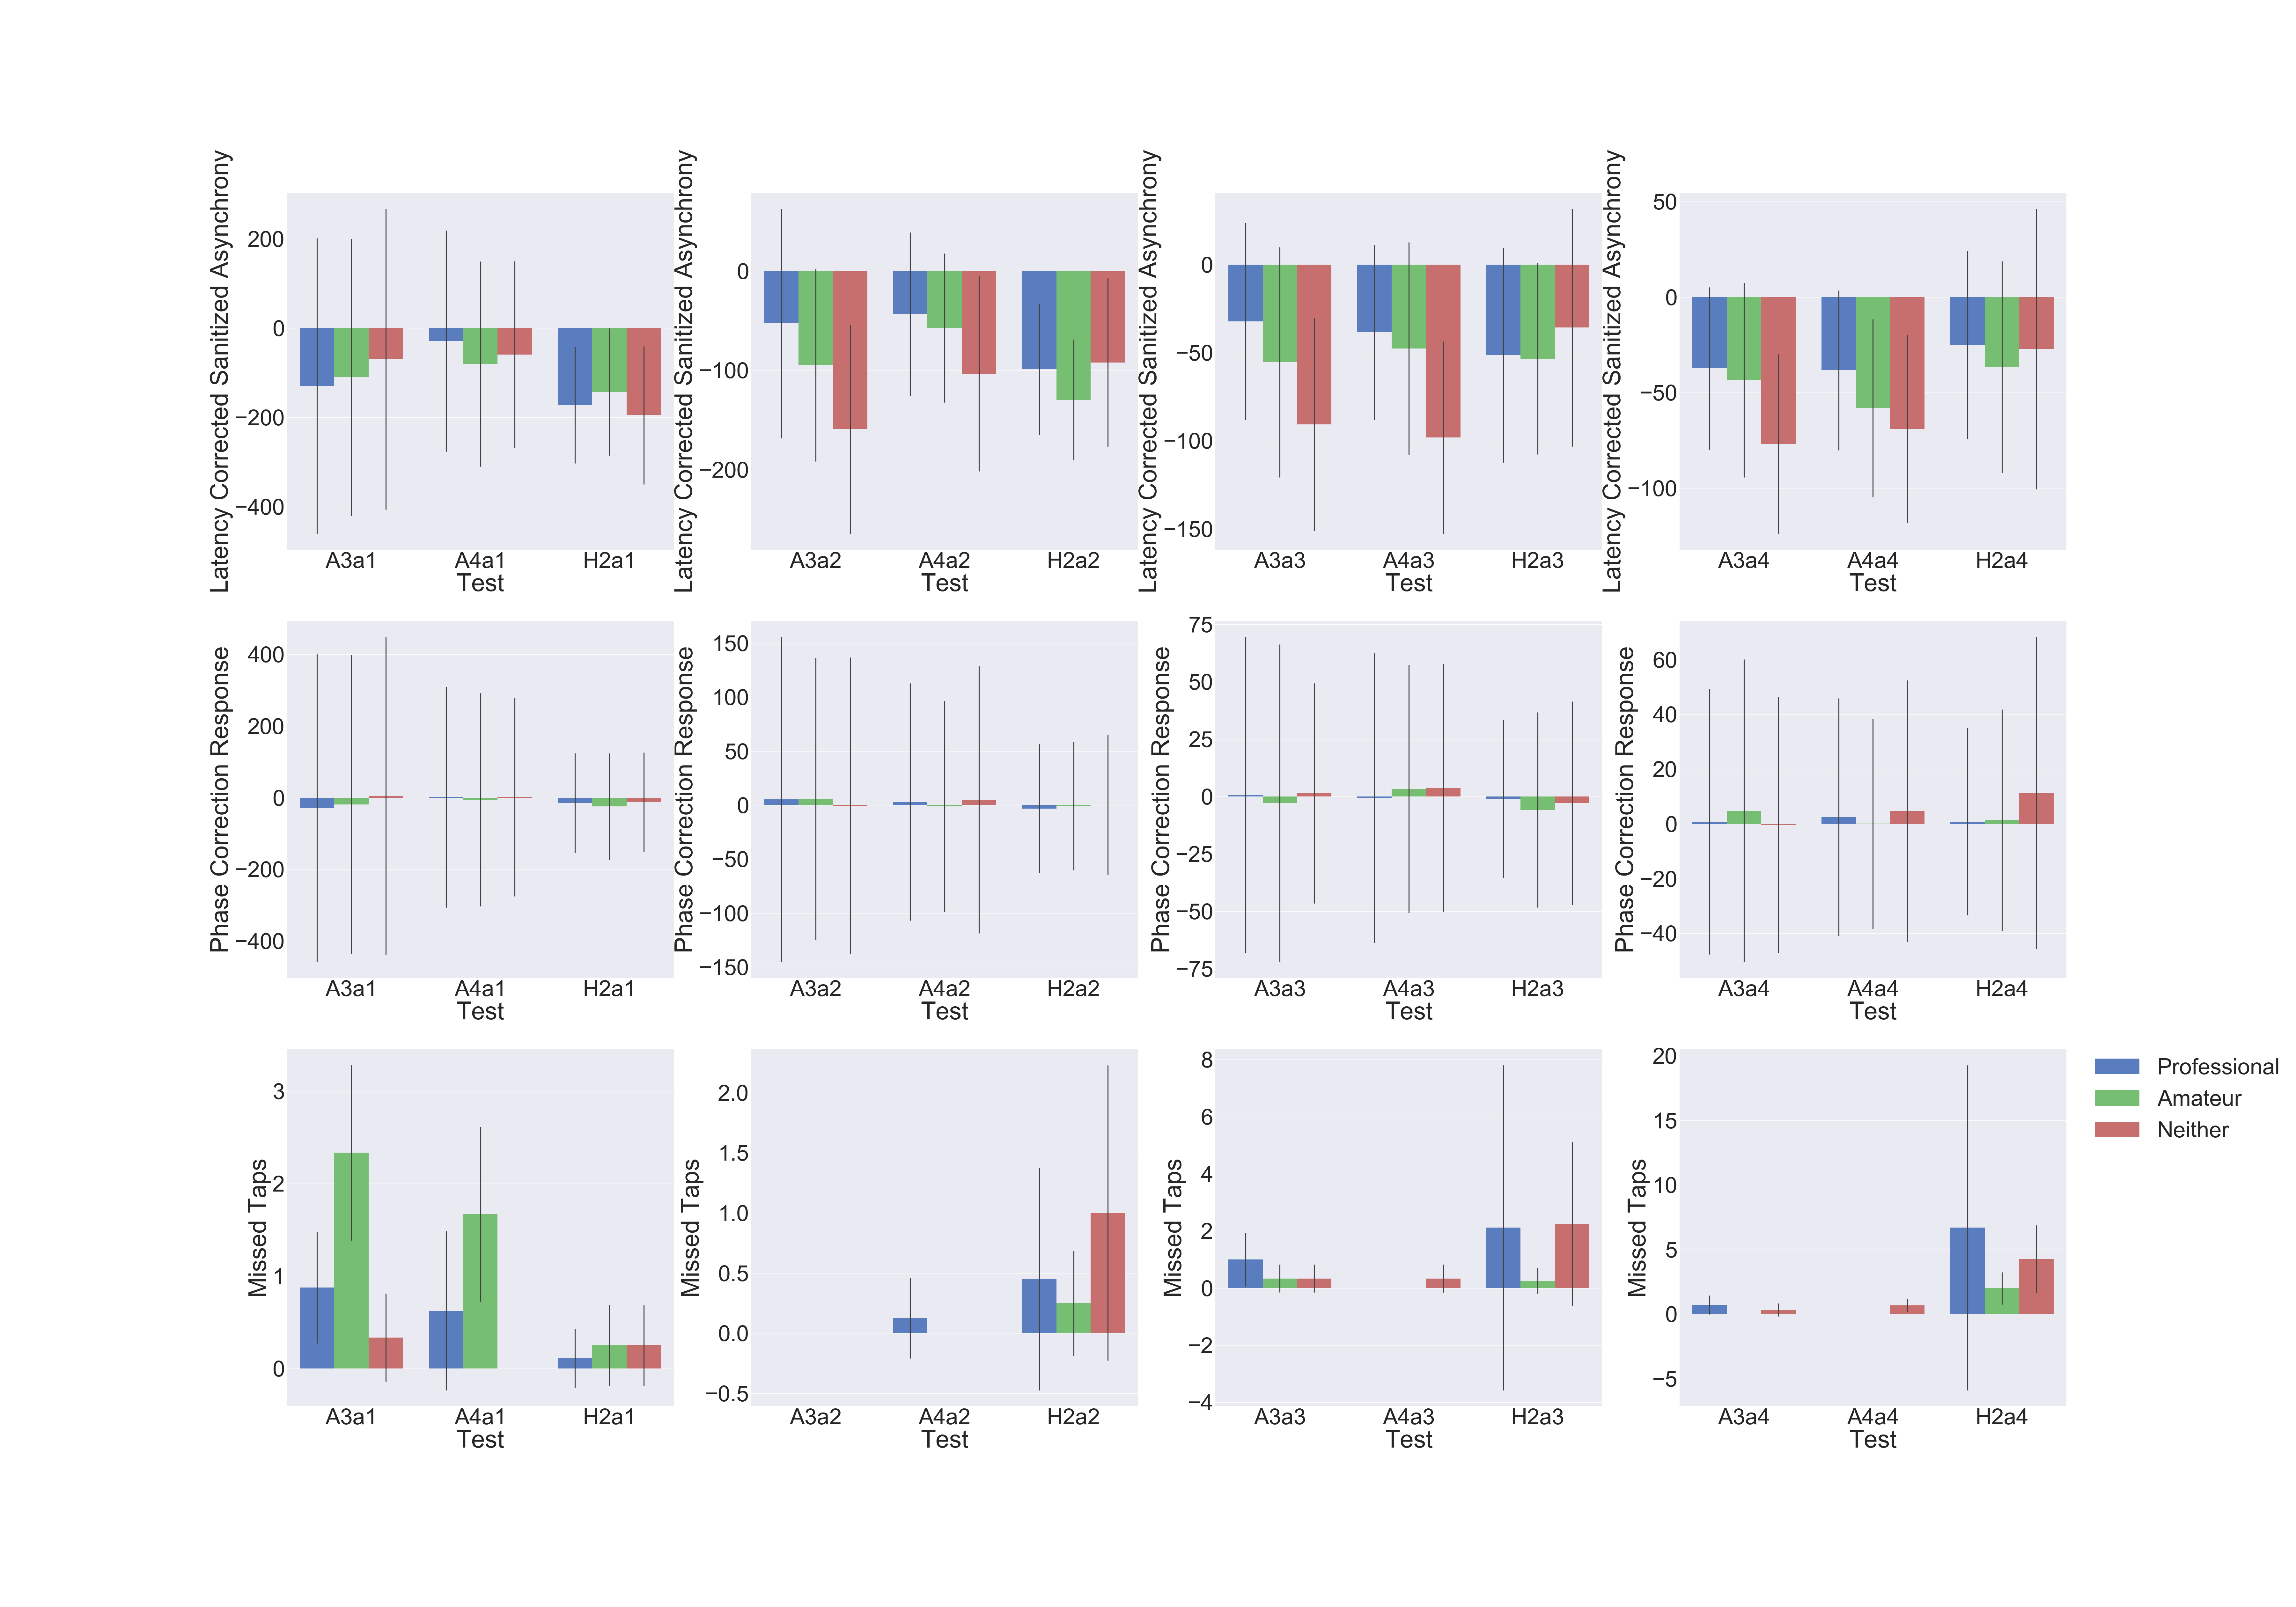 Latency Corrected Sanitized Asynchrony
200
0
−200
−400
A3a1 A4a1 H2a1
Test
Latency Corrected Sanitized Asynchrony
0
−100
−200
A3a2 A4a2 H2a2
Test
Latency Corrected Sanitized Asynchrony
0
−50
−100
−150
A3a3 A4a3 H2a3
Test
Latency Corrected Sanitized Asynchrony
50
0
−50
−100
A3a4 A4a4 H2a4
Test
Phase Correction Response
400
200
0
−200
−400
A3a1 A4a1 H2a1
Test
Phase Correction Response
150
100
50
0
−50
−100
−150
A3a2 A4a2 H2a2
Test
Phase Correction Response
75
50
25
0
−25
−50
−75
A3a3 A4a3 H2a3
Test
Phase Correction Response
60
40
20
0
−20
−40
A3a4 A4a4 H2a4
Test
Missed Taps
3
2
1
0
A3a1 A4a1 H2a1
Test
Missed Taps
2.0
1.5
1.0
0.5
0.0
−0.5
A3a2 A4a2 H2a2
Test
Missed Taps
8
6
4
2
0
−2
−4
A3a3 A4a3 H2a3
Test
Missed Taps
20
15
10
5
0
−5
A3a4 A4a4 H2a4
Test
Professional
Amateur
Neither